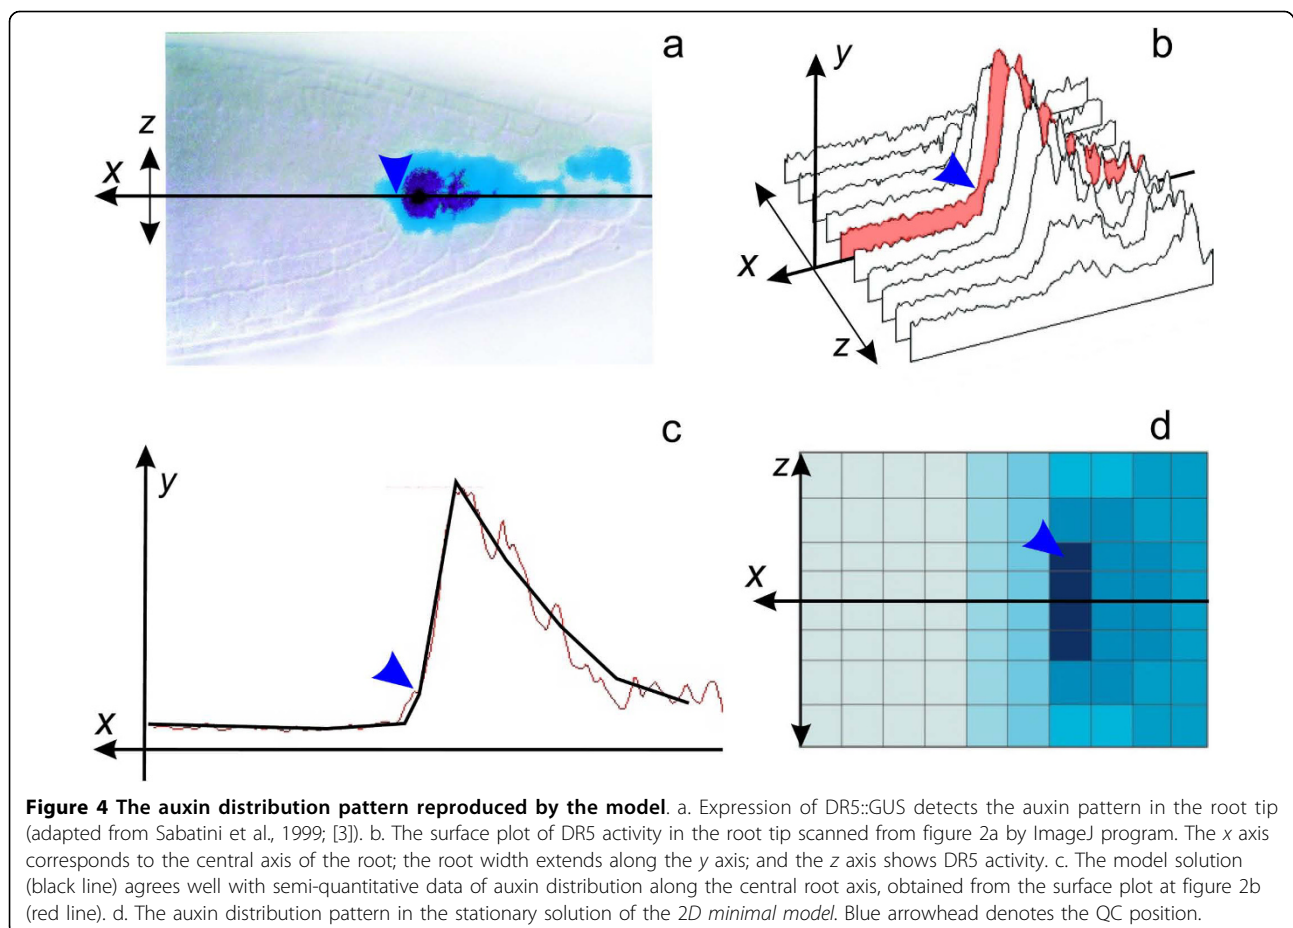 a
z
x
b
y
x
z
c
y
x
d
z
x
Figure 4 The auxin distribution pattern reproduced by the model. a. Expression of DR5::GUS detects the auxin pattern in the root tip
(adapted from Sabatini et al., 1999; [3]). b. The surface plot of DR5 activity in the root tip scanned from figure 2a by ImageJ program. The x axis
corresponds to the central axis of the root; the root width extends along the y axis; and the z axis shows DR5 activity. c. The model solution
(black line) agrees well with semi-quantitative data of auxin distribution along the central root axis, obtained from the surface plot at figure 2b
(red line). d. The auxin distribution pattern in the stationary solution of the 2D minimal model. Blue arrowhead denotes the QC position.